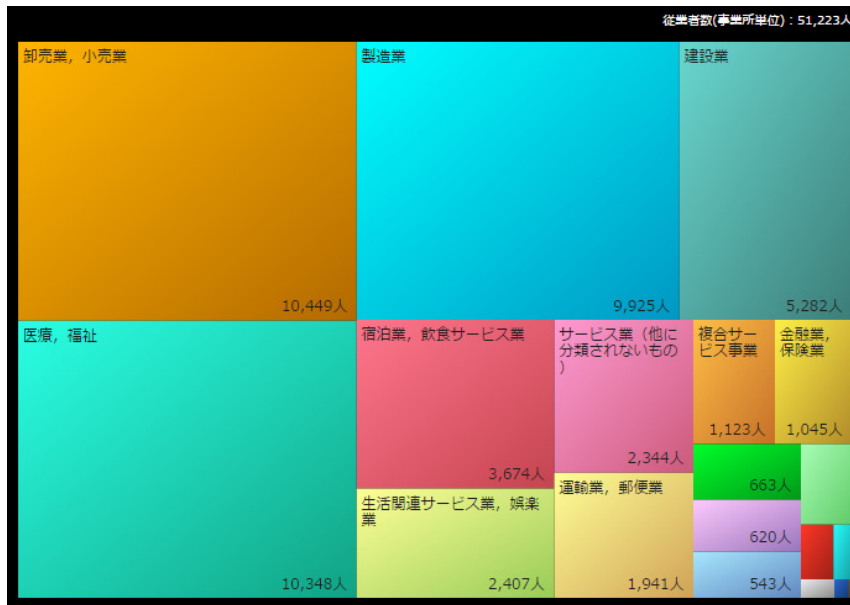 従業者数(事業所単位) : 51,223人
卸売業, 小売業
10,449人
製造業
9,925人
建設業
5,282人
医療, 福祉
10,348人
宿泊業, 飲食サービス業
3,674人
サービス業 (他に
分類されないもの
)
2,344人
複合サー
ビス事業
1,123人
金融業,
保険業
1,045人
生活関連サービス業, 娯楽
業
2,407人
運輸業, 郵便業
1,941人
663人
620人
543人